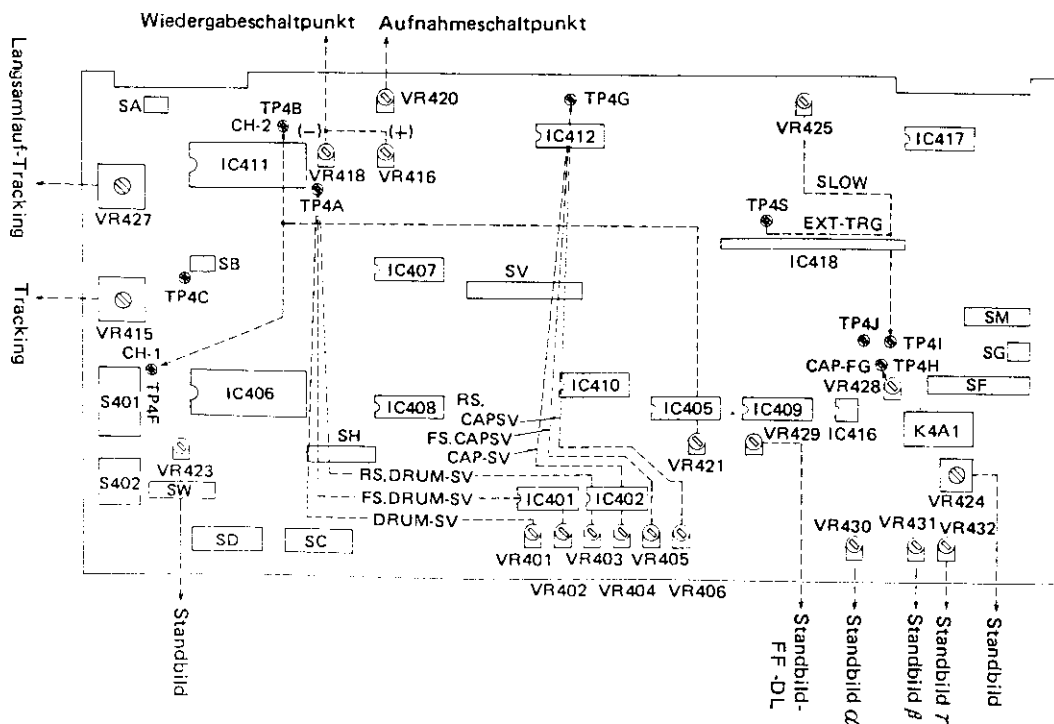 Wiedergabeschaltpunkt
Aufnahmeschaltpunkt
Langsamlauf-Tracking
Tracking
SA
TP4B
CH-2
(-)
(+)
VR420
TP4G
VR425
IC412
IC417
IC411
VR418
VR416
TP4A
VR427
SLOW
TP4S
EXT-TRG
IC418
SB
TP4C
IC407
SV
VR415
SM
CH-1
TP4F
TP4J
TP4I
SG
CAP-FG
TP4H
VR428
SF
S401
IC406
IC410
RS.
CAPSV
IC408
IC405
IC409
IC416
K4A1
FS.CAPSV
CAP-SV
SH
VR429
VR421
VR423
S402
SW
RS.DRUM-SV
FS.DRUM-SV
DRUM-SV
IC401
IC402
VR424
SD
SC
VR401
VR403
VR405
VR402
VR404
VR406
VR430
VR431
VR432
Standbild
Standbild-
FF-DL
Standbild α
Standbild β
Standbild γ
Standbild